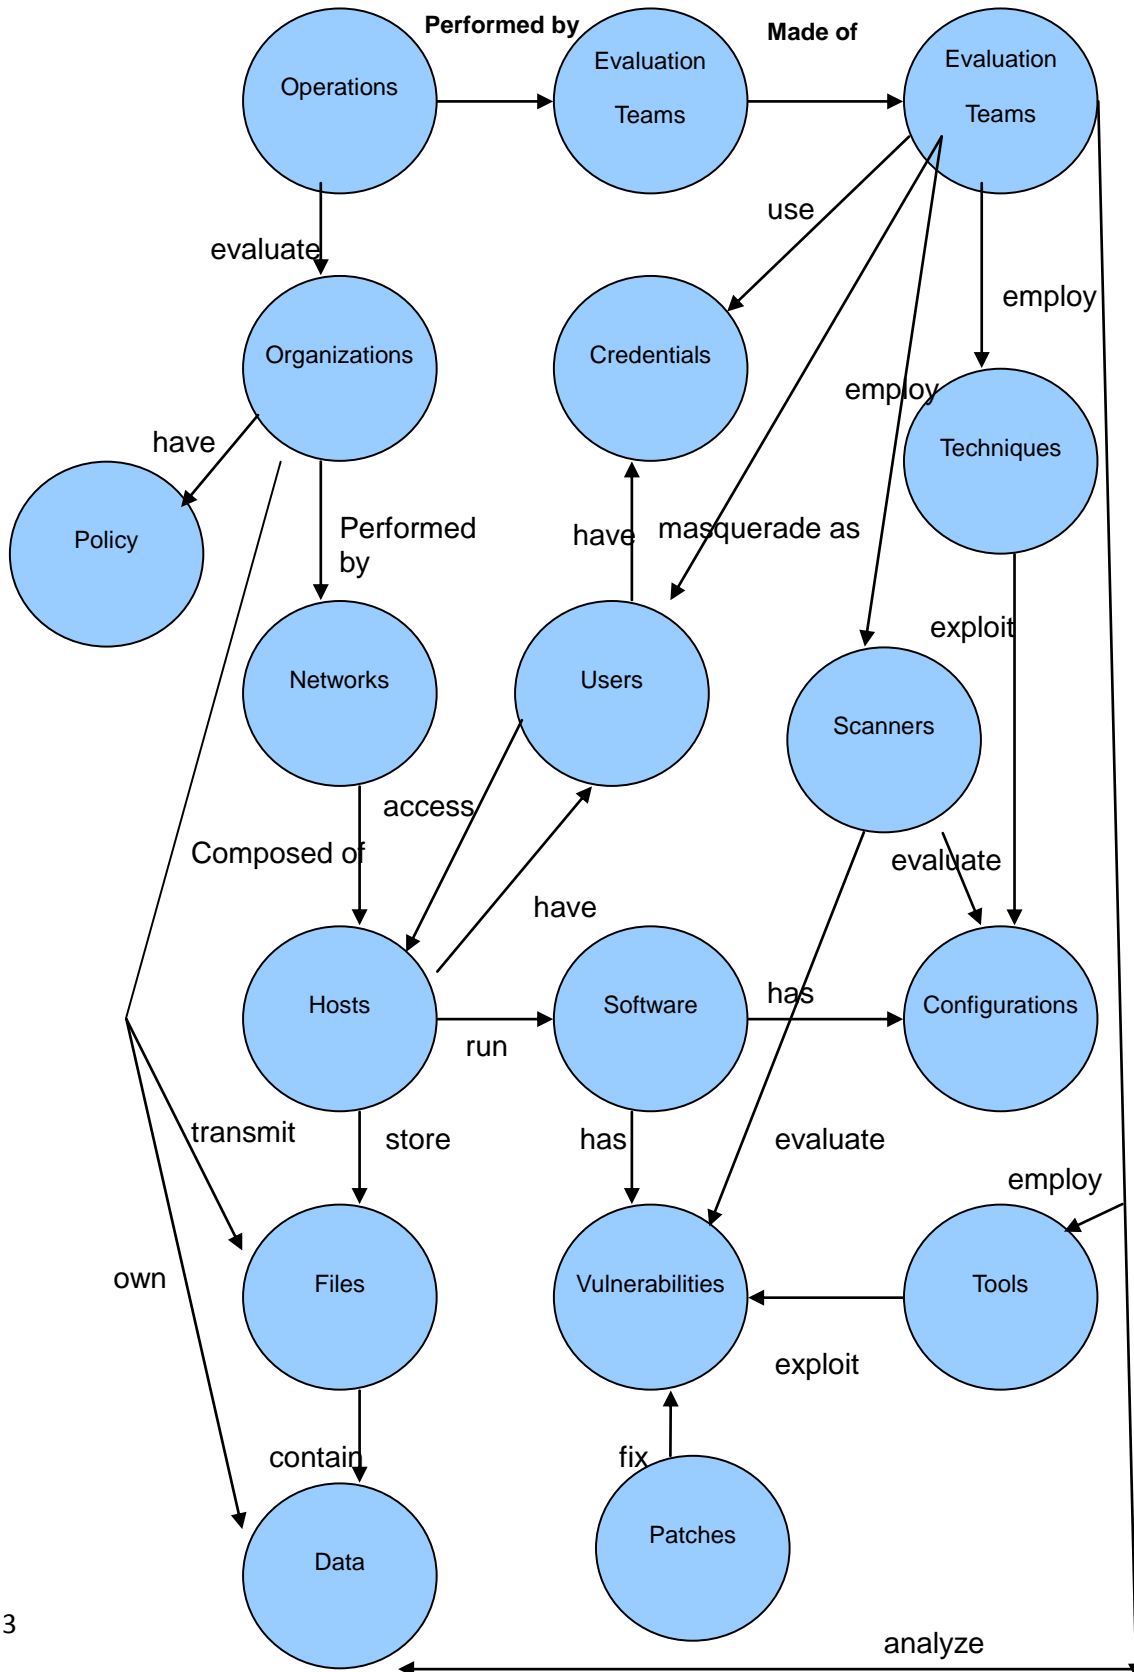 Performed by
Made of
Operations
Evaluation
Teams
Evaluation
Teams
use
evaluate
employ
Organizations
Credentials
employ
have
Techniques
Policy
Performed
by
have
masquerade as
exploit
Networks
Users
Scanners
access
Composed of
evaluate
have
Hosts
Software
has
Configurations
run
transmit
store
has
evaluate
employ
own
Files
Vulnerabilities
Tools
exploit
contain
fix
Data
Patches
3
analyze